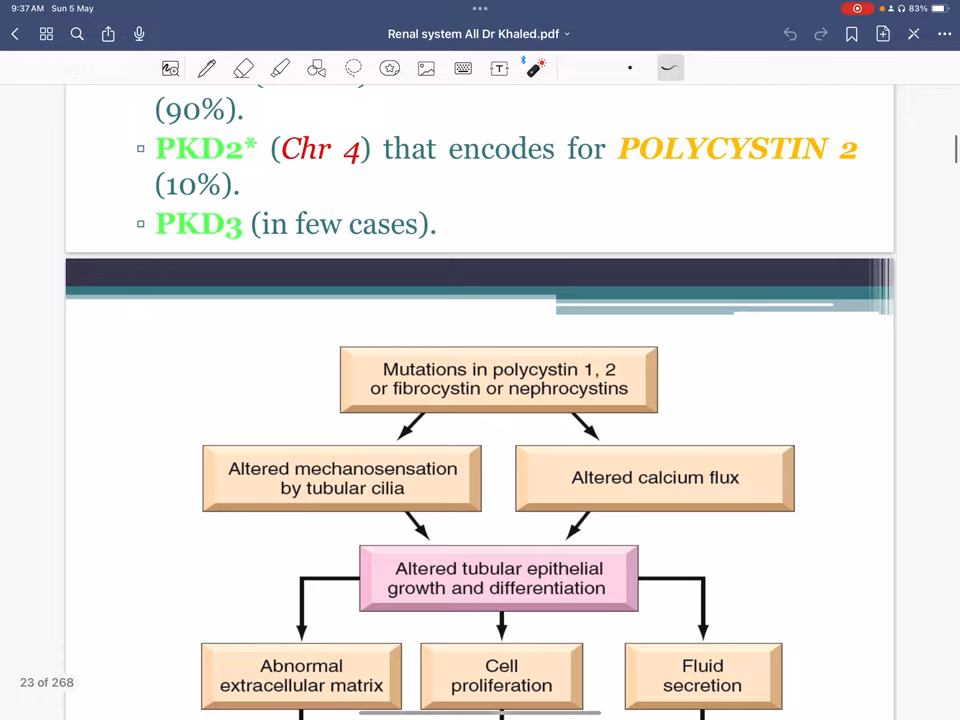 9:37 AM Sun 5 May
83%
Renal system All Dr Khaled.pdf
(90%).
PKD2* (Chr 4) that encodes for POLYCYSTIN 2
(10%).
PKD3 (in few cases).
Mutations in polycystin 1, 2
or fibrocystin or nephrocystins
Altered mechanosensation
by tubular cilia
Altered calcium flux
Altered tubular epithelial
growth and differentiation
Abnormal
extracellular matrix
Cell
proliferation
Fluid
secretion
23 of 268